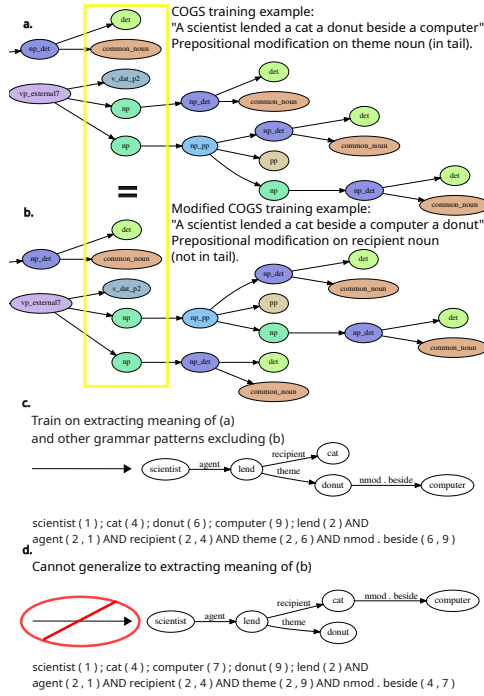 a.
COGS training example:
"A scientist lended a cat a donut beside a computer"
Prepositional modification on theme noun (in tail).
det
np_det
common_noun
v_dat_p2
det
vp_external7
np
np_det
common_noun
det
np_det
np
np_pp
common_noun
pp
det
np
np_det
common_noun
=
b.
Modified COGS training example:
"A scientist lended a cat beside a computer a donut"
Prepositional modification on recipient noun
(not in tail).
det
np_det
common_noun
det
np_det
common_noun
v_dat_p2
vp_external7
pp
np
np_pp
det
np
np_det
common_noun
np
np_det
det
common_noun
c.
Train on extracting meaning of (a)
and other grammar patterns excluding (b)
scientist
agent
lend
recipient
cat
theme
donut
nmod . beside
computer
scientist ( 1 ) ; cat ( 4 ) ; donut ( 6 ) ; computer ( 9 ) ; lend ( 2 ) AND
agent ( 2 , 1 ) AND recipient ( 2 , 4 ) AND theme ( 2 , 6 ) AND nmod . beside ( 6 , 9 )
d.
Cannot generalize to extracting meaning of (b)
scientist
agent
lend
recipient
cat
nmod . beside
computer
theme
donut
scientist ( 1 ) ; cat ( 4 ) ; computer ( 7 ) ; donut ( 9 ) ; lend ( 2 ) AND
agent ( 2 , 1 ) AND recipient ( 2 , 4 ) AND theme ( 2 , 9 ) AND nmod . beside ( 4 , 7 )